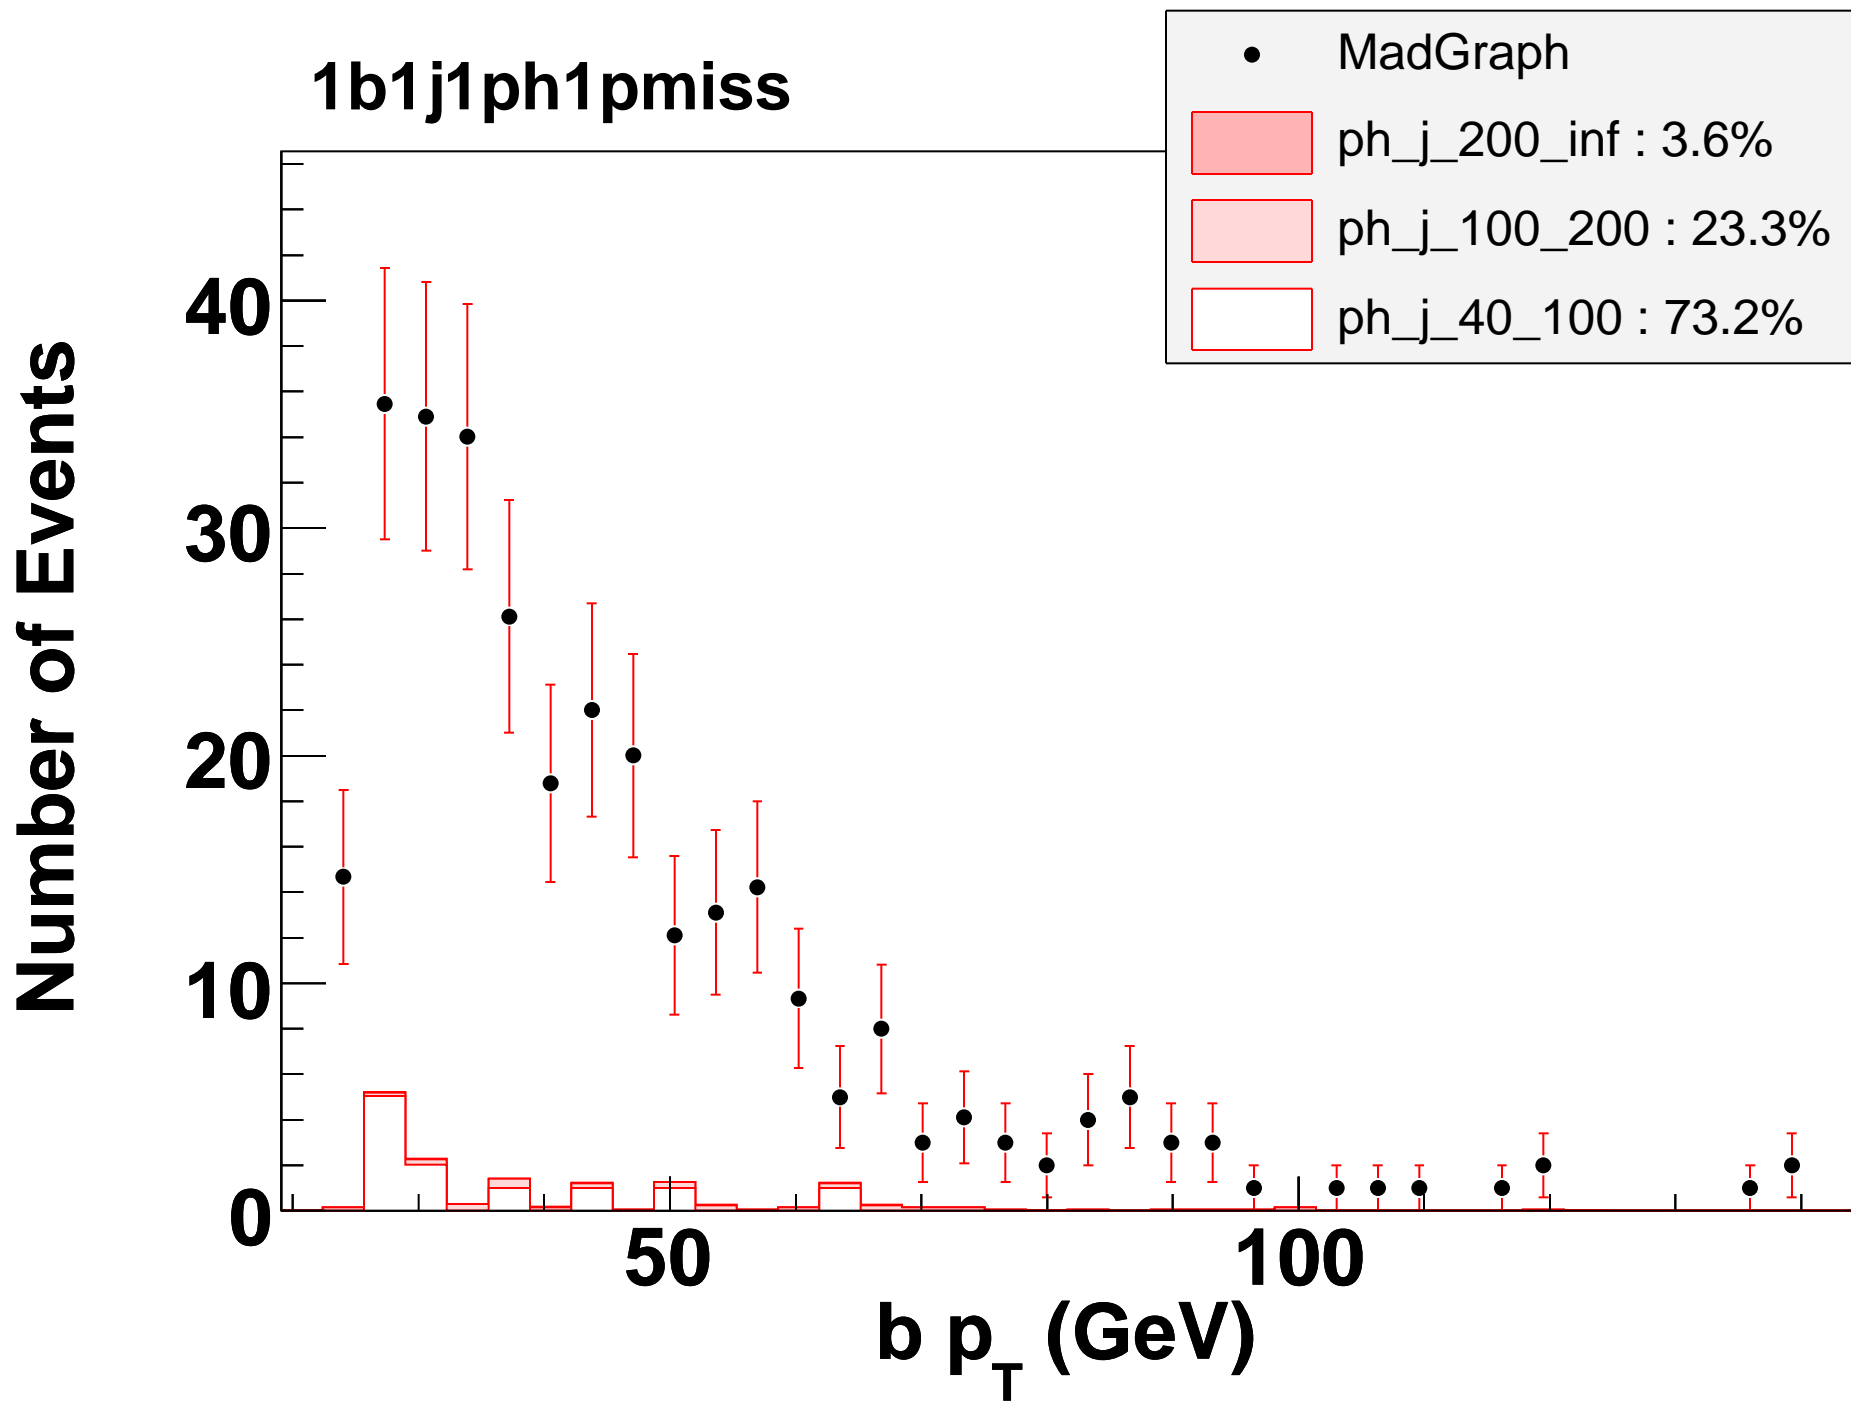 1b1j1ph1pmiss
MadGraph
ph_j_200_inf : 3.6%
ph_j_100_200 : 23.3%
ph_j_40_100 : 73.2%
Number of Events
40
30
20
10
0
50
100
b p_T (GeV)